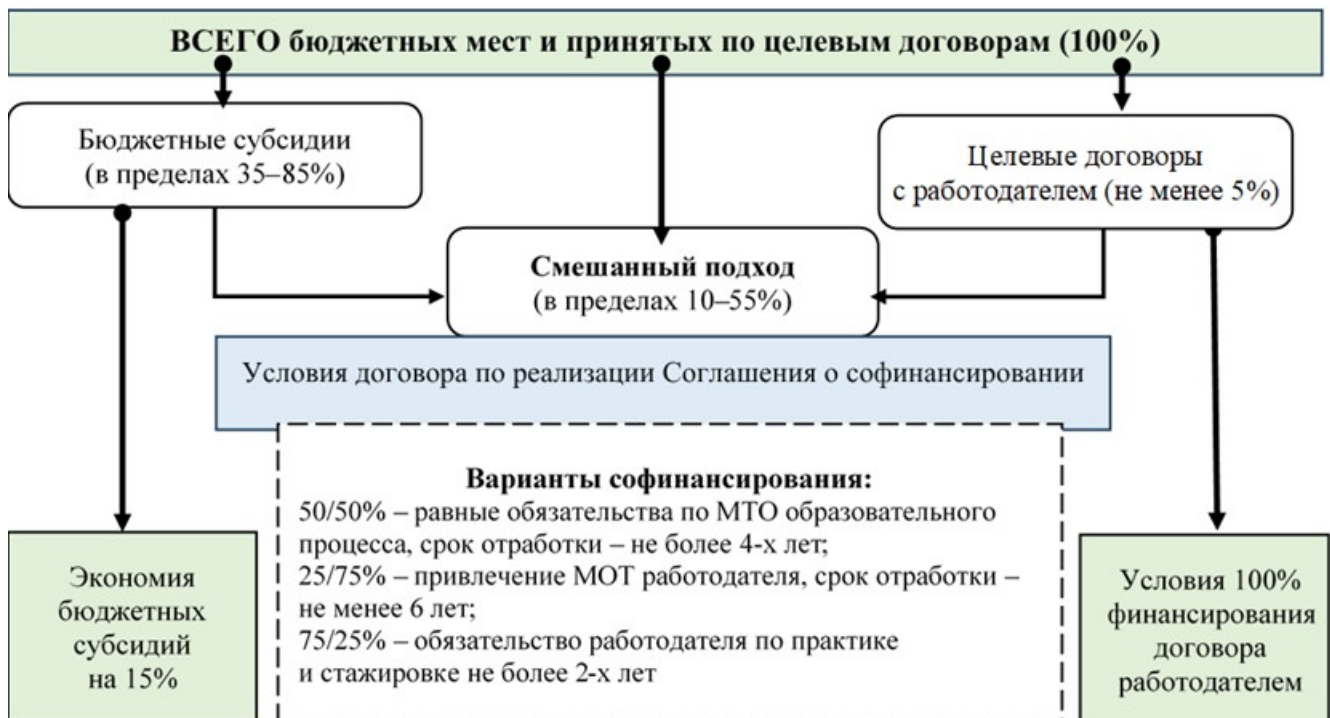 ВСЕГО бюджетных мест и принятых по целевым договорам (100%)
Бюджетные субсидии
(в пределах 35–85%)
Целевые договоры
с работодателем (не менее 5%)
Смешанный подход
(в пределах 10–55%)
Условия договора по реализации Соглашения о софинансировании
Варианты софинансирования:
50/50% – равные обязательства по МТО образовательного
процесса, срок отработки – не более 4-х лет;
25/75% – привлечение МОТ работодателя, срок отработки –
не менее 6 лет;
75/25% – обязательство работодателя по практике
и стажировке не более 2-х лет
Экономия
бюджетных
субсидий
на 15%
Условия 100%
финансирования
договора
работодателем